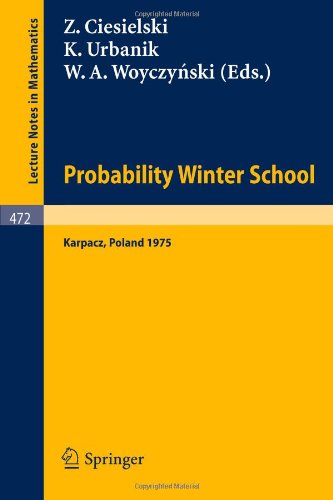 Z. Ciesielski
K. Urbanik
W. A. Woyczyński (Eds.)
Lecture Notes in Mathematics
472
Probability Winter School
Karpacz, Poland 1975
Springer